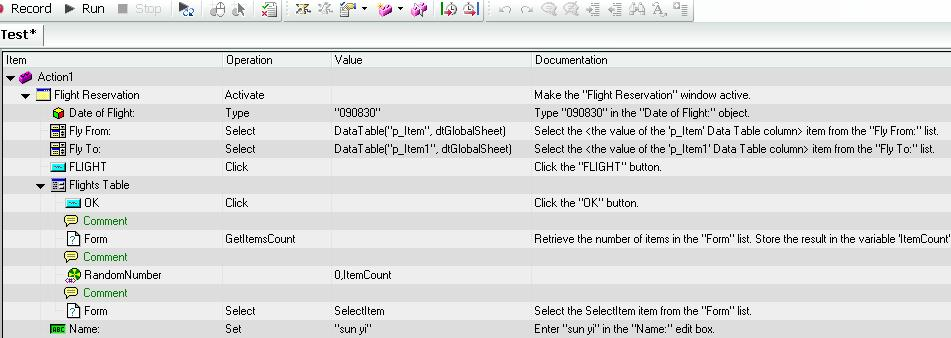 Record Run Stop
Test*
Item Operation Value Documentation
Action1
Flight Reservation Activate Make the "Flight Reservation" window active.
Date of Flight: Type "090830" Type "090830" in the "Date of Flight:" object.
Fly From: Select DataTable("p_Item", dtGlobalSheet) Select the <the value of the 'p_Item' Data Table column> item from the "Fly From:" list.
Fly To: Select DataTable("p_Item1", dtGlobalSheet) Select the <the value of the 'p_Item1' Data Table column> item from the "Fly To:" list.
FLIGHT Click Click the "FLIGHT" button.
Flights Table
OK Click Click the "OK" button.
Comment
Form GetItemsCount Retrieve the number of items in the "Form" list. Store the result in the variable 'ItemCount'
Comment
RandomNumber 0,ItemCount
Comment
Form Select SelectItem Select the SelectItem item from the "Form" list.
ABC Name: Set "sun yi" Enter "sun yi" in the "Name:" edit box.